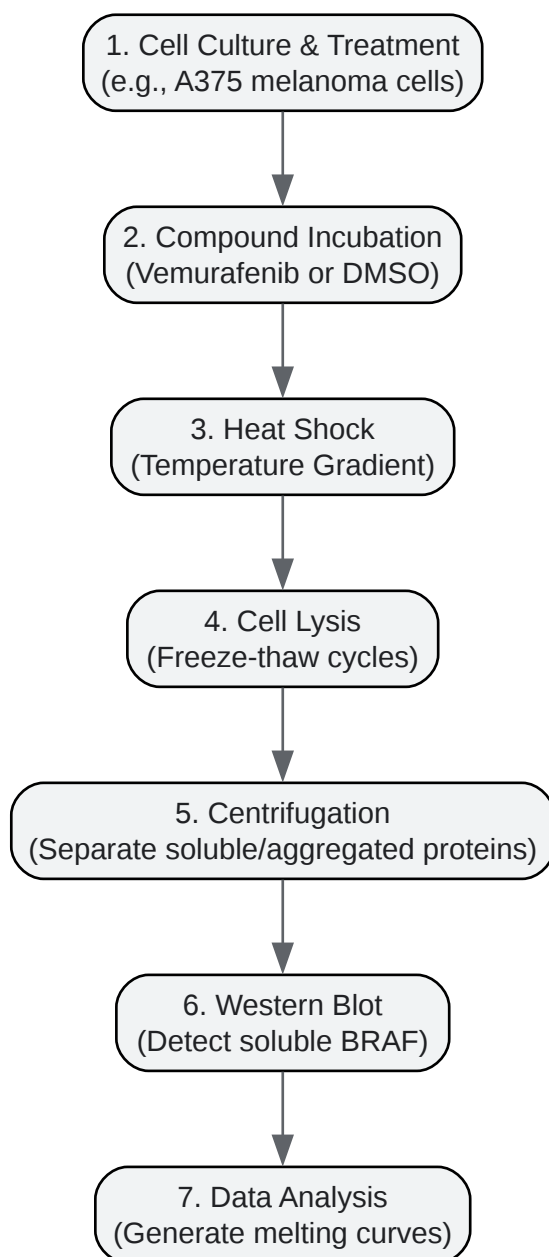 1. Cell Culture & Treatment
(e.g., A375 melanoma cells)
2. Compound Incubation
(Vemurafenib or DMSO)
3. Heat Shock
(Temperature Gradient)
4. Cell Lysis
(Freeze-thaw cycles)
5. Centrifugation
(Separate soluble/aggregated proteins)
6. Western Blot
(Detect soluble BRAF)
7. Data Analysis
(Generate melting curves)